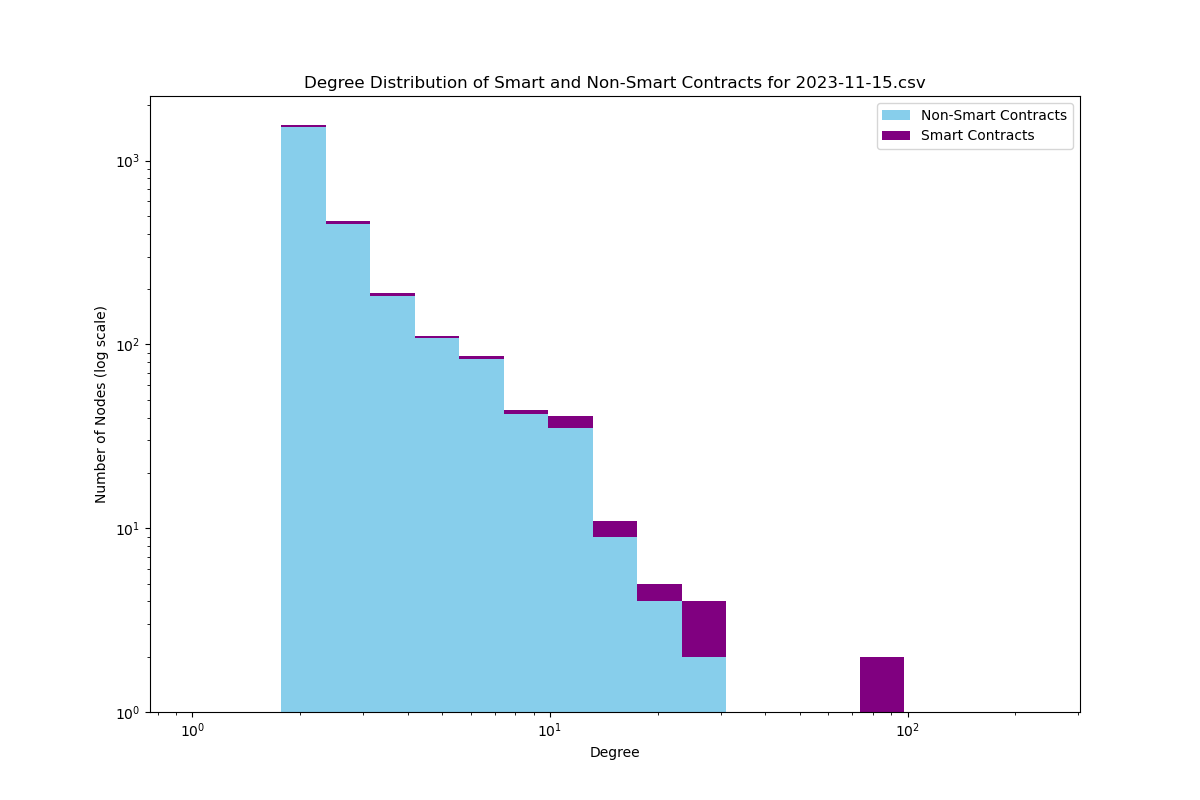 Degree Distribution of Smart and Non-Smart Contracts for 2023-11-15.csv
Non-Smart Contracts
Smart Contracts
Number of Nodes (log scale)
10³
10²
10¹
10⁰
10⁰ 10¹ 10²
Degree